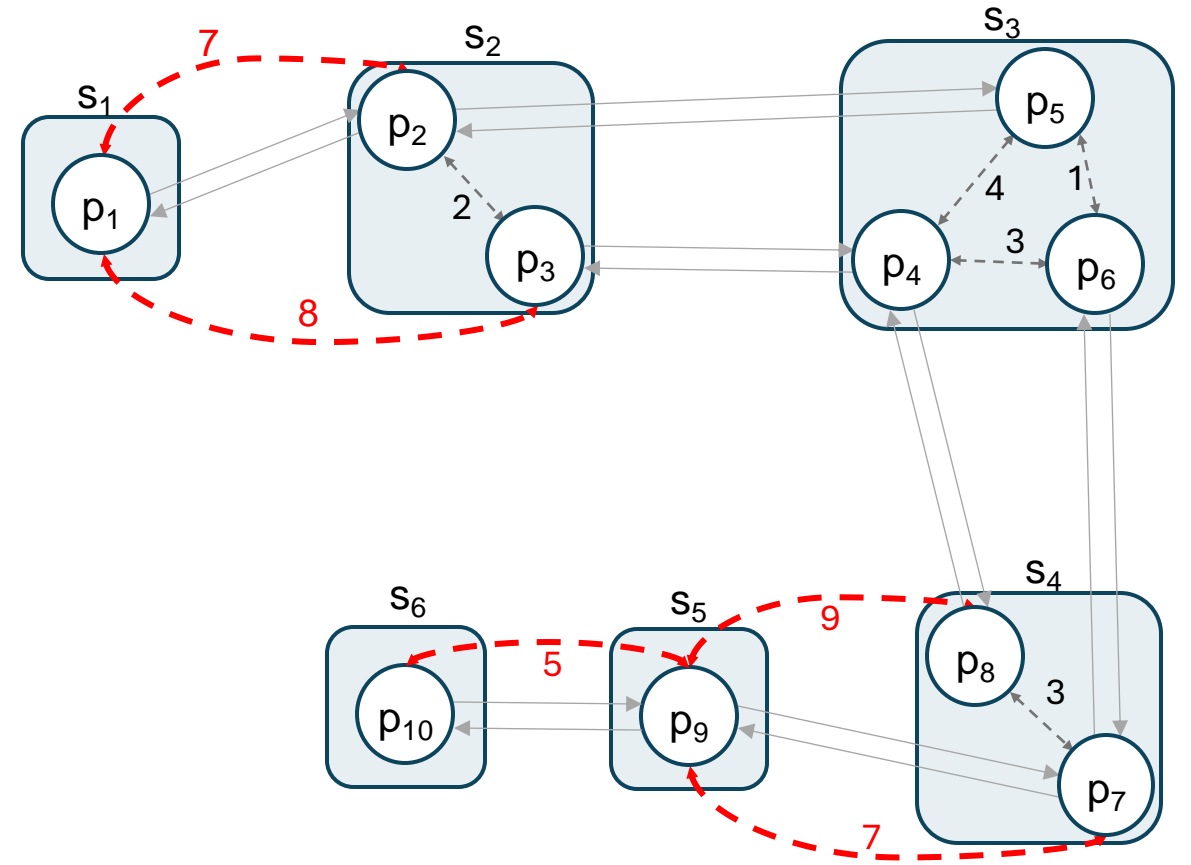 7
s₂
s₃
s₁
p₅
p₂
4
1
2
p₁
3
p₃
p₄
p₆
8
s₄
s₆
s₅
9
5
p₈
3
p₁₀
p₉
p₇
7